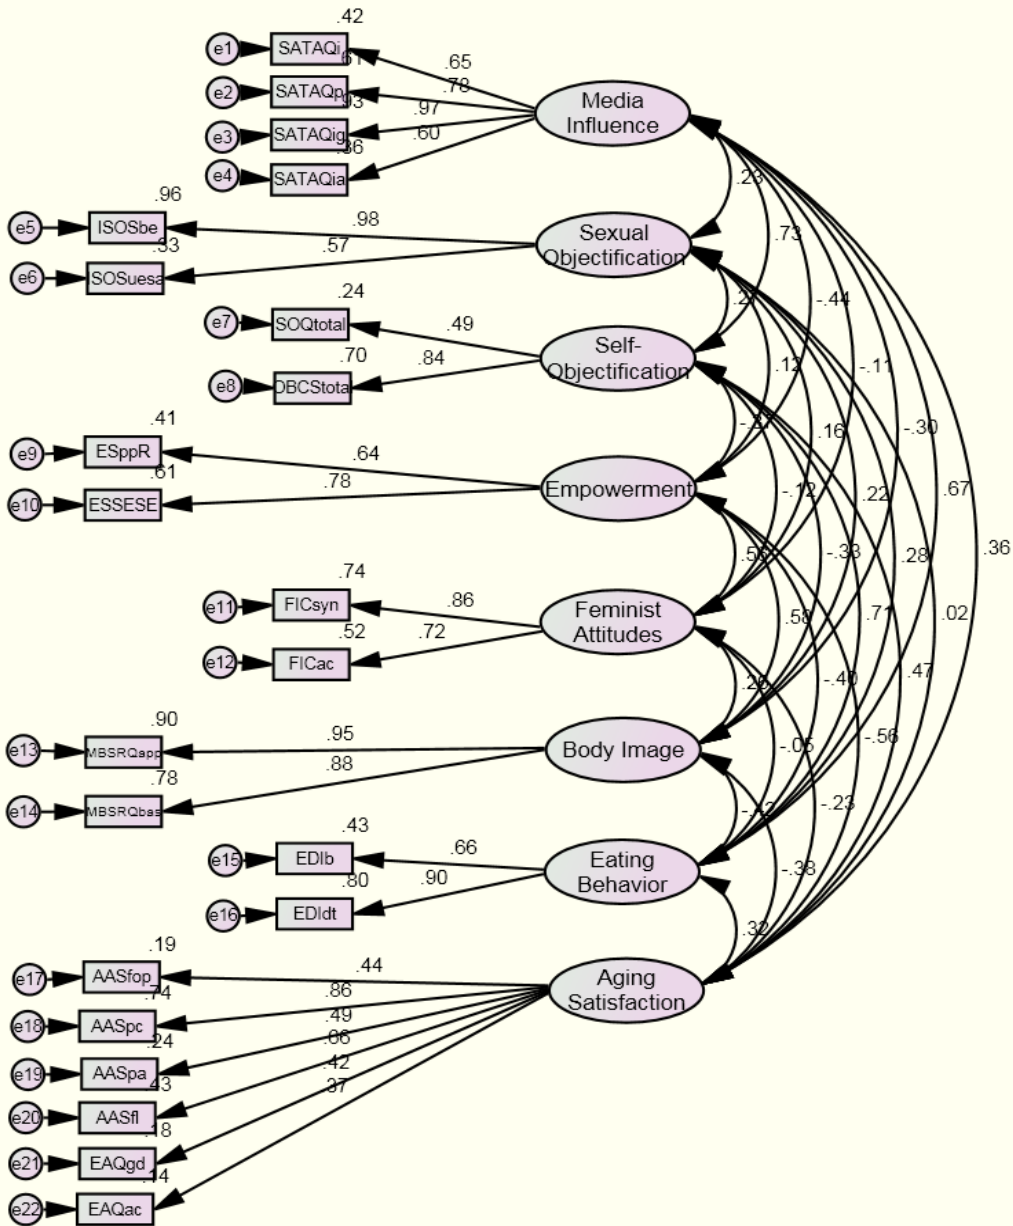 .42
e1
SATAQi
.61
.65
e2
SATAQp
.93
.78
.97
e3
SATAQig
.86
.60
e4
SATAQia
Media
Influence
.96
e5
ISOSbe
.33
.98
.57
e6
SOSuesa
Sexual
Objectification
.23
.73
.24
e7
SOQtotal
.49
.70
.84
e8
OBCStota
Self-
Objectification
-.44
.12
-.11
.41
e9
ESppR
.61
.64
.78
e10
ESSESE
Empowerment
.16
-.30
-.12
.22
.67
.74
e11
FICsyn
.86
.52
.72
e12
FICac
Feminist
Attitudes
-.33
.28
.36
.58
.71
.02
.90
e13
MBSRQapp
.95
.78
.88
e14
MBSRQbas
Body Image
.26
-.40
.47
-.05
-.56
.43
e15
EDIb
.66
.80
.90
e16
EDIdt
Eating
Behavior
-.42
-.23
-.38
.32
.19
e17
AASfop
.74
.44
.86
e18
AASpc
.24
.49
.66
e19
AASpa
.43
.42
.37
e20
AASfl
.18
e21
EAQgd
.14
e22
EAQac
Aging
Satisfaction